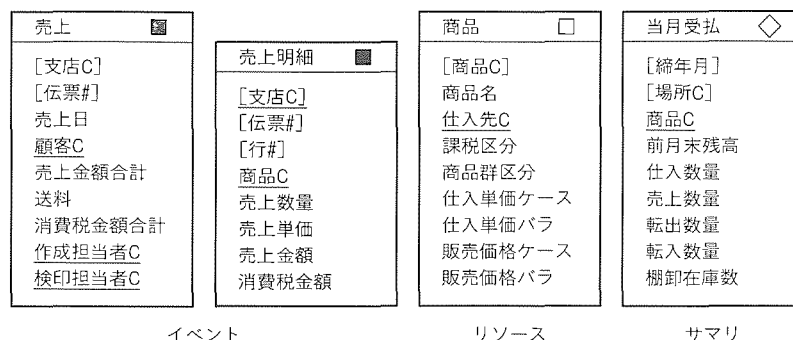 売上
[支店C]
[伝票#]
売上日
顧客C
売上金額合計
送料
消費税金額合計
作成担当者C
検印担当者C
売上明細
[支店C]
[伝票#]
[行#]
商品C
売上数量
売上単価
売上金額
消費税金額
イベント
商品
[商品C]
商品名
仕入先C
課税区分
商品群区分
仕入単価ケース
仕入単価バラ
販売価格ケース
販売価格バラ
リソース
当月受払
[締年月]
[場所C]
商品C
前月末残高
仕入数量
売上数量
転出数量
転入数量
棚卸在庫数
サマリ